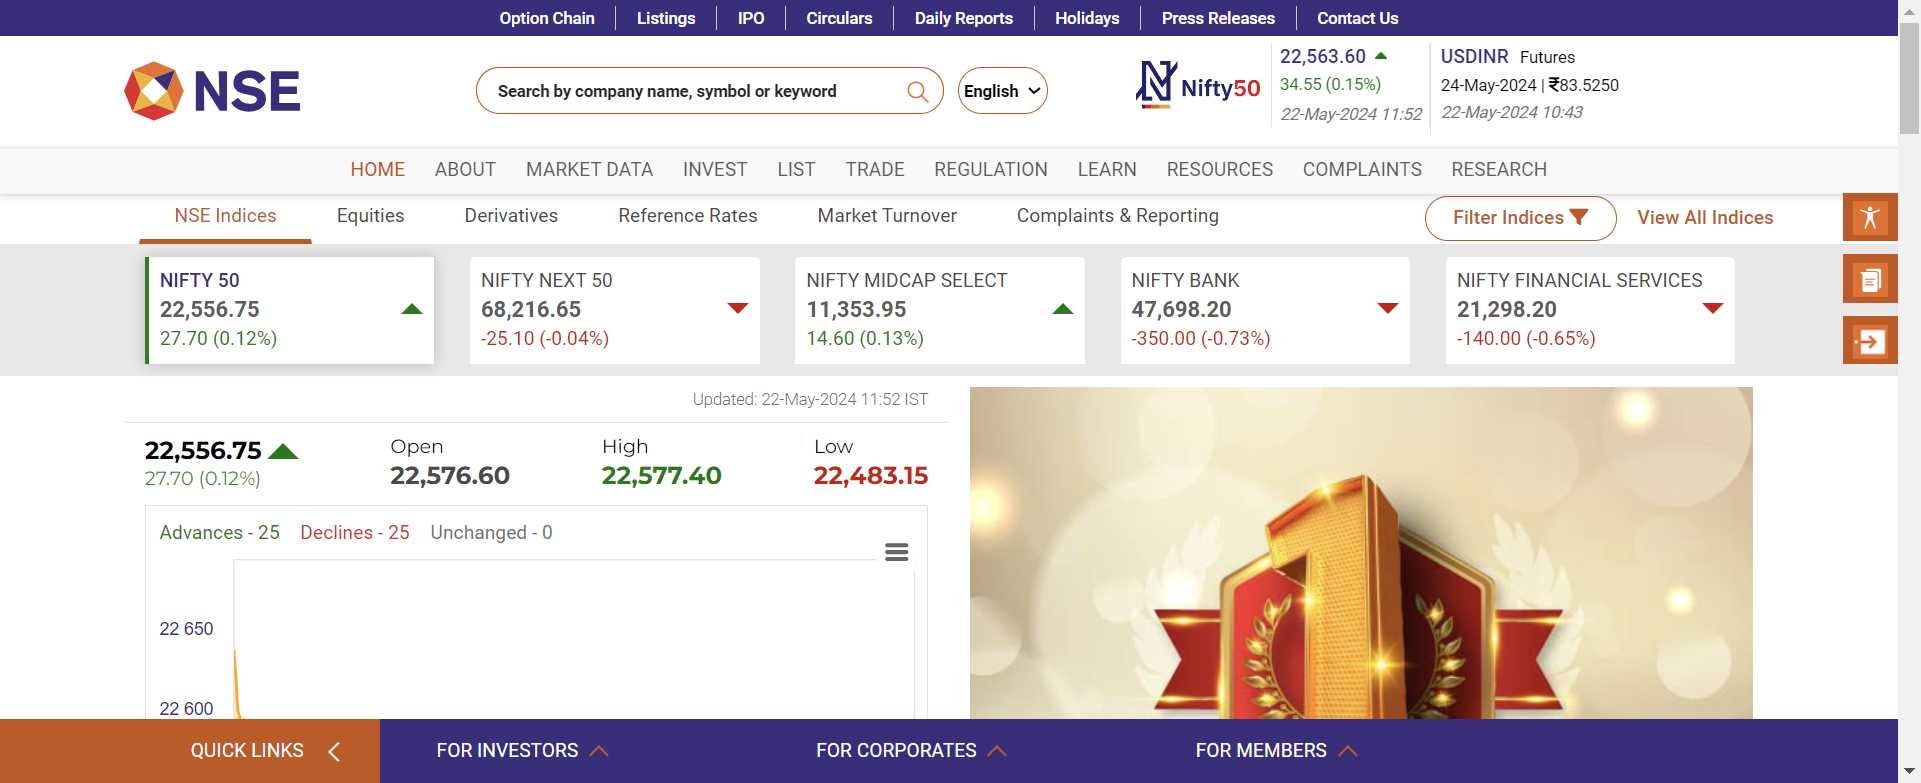 Option Chain
Listings
IPO
Circulars
Daily Reports
Holidays
Press Releases
Contact Us
NSE
Search by company name, symbol or keyword
English
Nifty50
22,563.60
34.55 (0.15%)
22-May-2024 11:52
USDINR Futures
24-May-2024 | ₹83.5250
22-May-2024 10:43
HOME
ABOUT
MARKET DATA
INVEST
LIST
TRADE
REGULATION
LEARN
RESOURCES
COMPLAINTS
RESEARCH
NSE Indices
Equities
Derivatives
Reference Rates
Market Turnover
Complaints & Reporting
Filter Indices
View All Indices
NIFTY 50
22,556.75
27.70 (0.12%)
NIFTY NEXT 50
68,216.65
-25.10 (-0.04%)
NIFTY MIDCAP SELECT
11,353.95
14.60 (0.13%)
NIFTY BANK
47,698.20
-350.00 (-0.73%)
NIFTY FINANCIAL SERVICES
21,298.20
-140.00 (-0.65%)
Updated: 22-May-2024 11:52 IST
22,556.75
27.70 (0.12%)
Open
22,576.60
High
22,577.40
Low
22,483.15
Advances - 25
Declines - 25
Unchanged - 0
22 650
22 600
1
QUICK LINKS
FOR INVESTORS
FOR CORPORATES
FOR MEMBERS